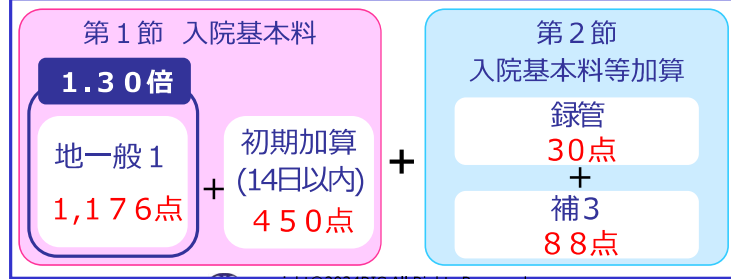 第１節 入院基本料
1.３０倍
地一般１
1,１７６点
+
初期加算
(14日以内)
４５０点
+
第２節
入院基本料等加算
録管
30点
+
補3
８８点